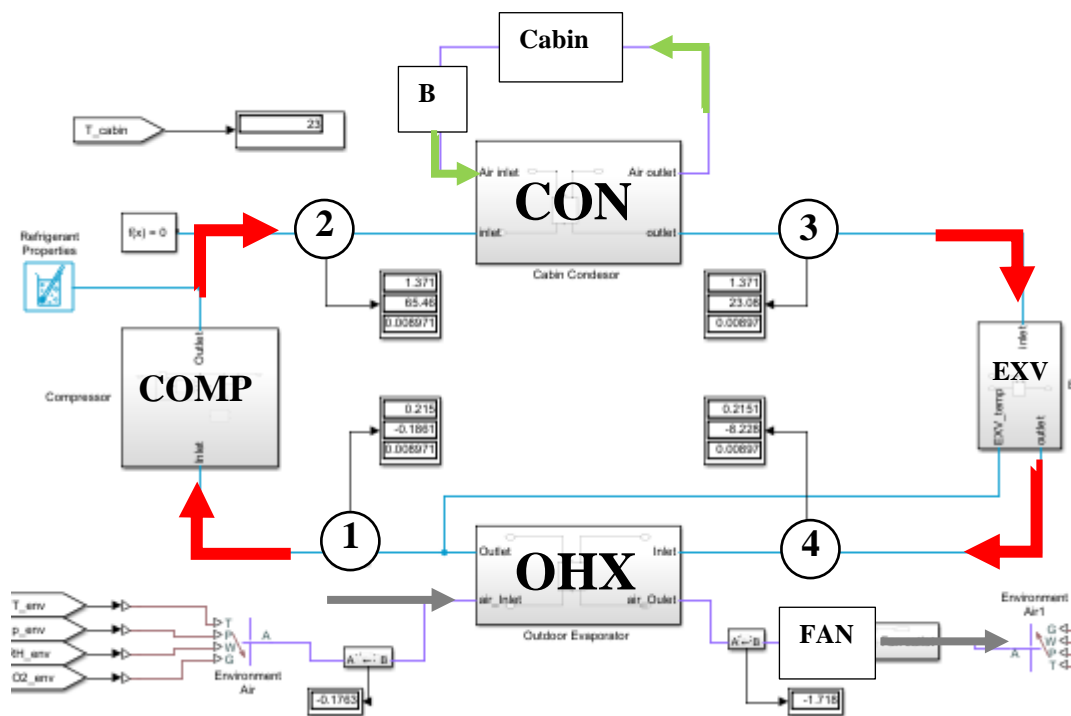 Cabin
B
T_cabin
23
Air inlet
Air outlet
CON
inlet
outlet
Cabin Condesor
2
3
f(x) = 0
Refrigerant
Properties
1.371
65.46
0.008971
1.371
23.08
0.00897
Outlet
COMP
Compressor
Inlet
inlet
EXV
EXV_temp
outlet
E
0.215
-0.1861
0.008971
0.2151
-8.228
0.00897
1
4
Outlet
Inlet
OHX
air_Inlet
air_Oulet
Outdoor Evaporator
T_env
p_env
RH_env
O2_env
T
P
W
G
A
Environment
Air
A
B
-0.1763
A
B
-1.718
FAN
Environment
Air1
A
G
W
P
T